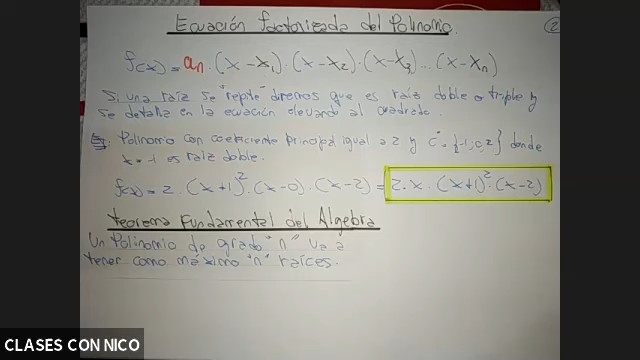 Ecuación factorizada del Polinomio.
2
f(x) = an · (x - x1) · (x - x2) · (x - x3) ... (x - xn)
Si una raíz se "repite" diremos que es raíz doble o triple y
se detalla en la ecuación elevando al cuadrado.
Ej: Polinomio con coeficiente principal igual a 2 y C° = {-1; 0; 2} donde
x = -1 es raíz doble.
f(x) = 2 · (x+1)² · (x-0) · (x-2) = 2 · x · (x+1)² · (x-2)
Teorema Fundamental del Algebra
Un Polinomio de grado "n" va a
tener como máximo "n" raíces.
CLASES CON NICO